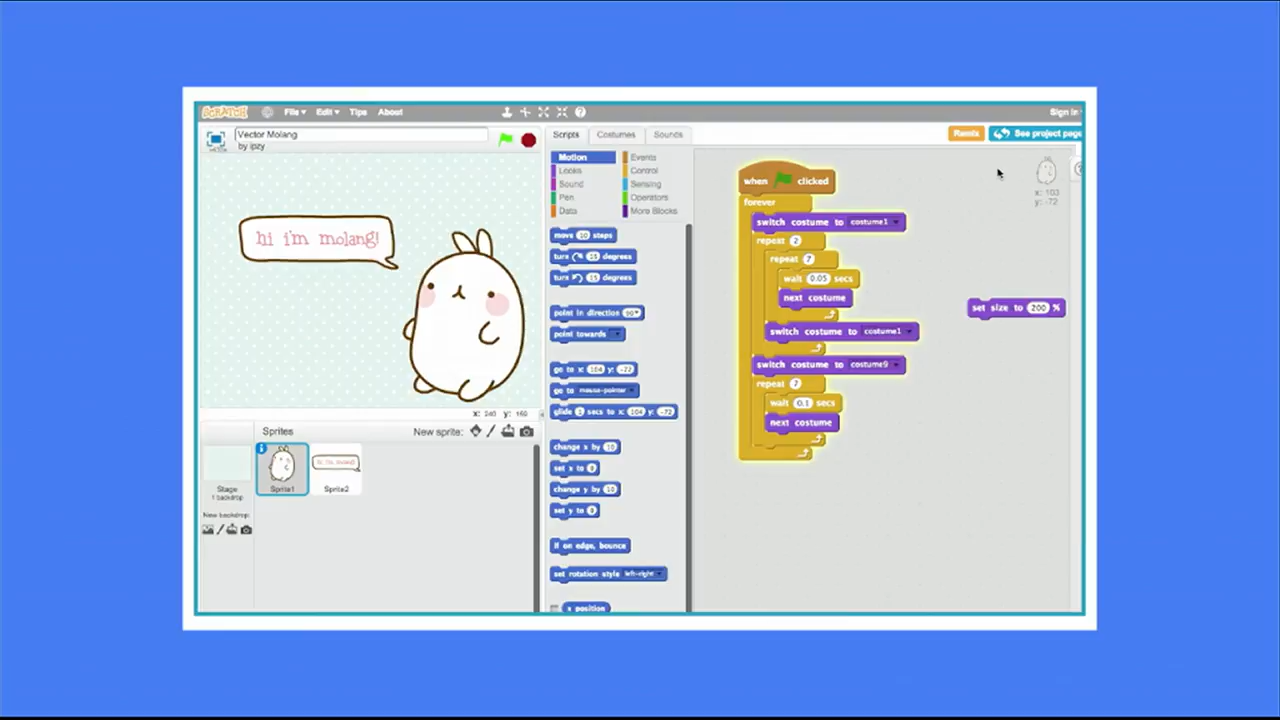 SCRATCH File Edit Tips About Sign in
Vector Molang
by ipzy
hi i'm molang!
x: 240 y: 160
Sprites New sprite:
Stage
1 backdrop
New backdrop:
Sprite1 Sprite2
Scripts Costumes Sounds Remix See project page
Motion Events
Looks Control
Sound Sensing
Pen Operators
Data More Blocks
move 10 steps
turn 15 degrees
turn 15 degrees
point in direction 90
point towards
go to x: 104 y: -72
go to mouse-pointer
glide 1 secs to x: 104 y: -72
change x by 10
set x to 0
change y by 10
set y to 0
if on edge, bounce
set rotation style left-right
x position
when clicked
forever
switch costume to costume1
repeat 2
repeat 7
wait 0.05 secs
next costume
switch costume to costume1
switch costume to costume9
repeat 7
wait 0.1 secs
next costume
set size to 200 %
x: 103
y: -72